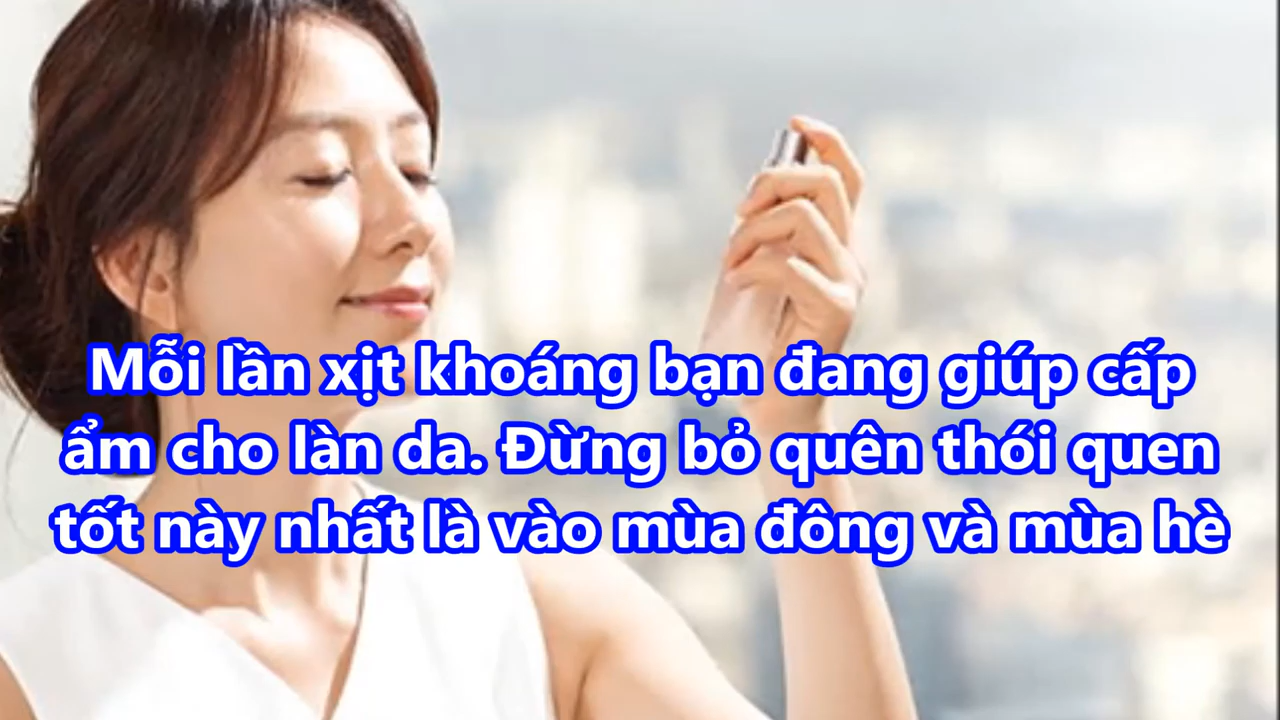 Mỗi lần xịt khoáng bạn đang giúp cấp
ẩm cho làn da. Đừng bỏ quên thói quen
tốt này nhất là vào mùa đông và mùa hè